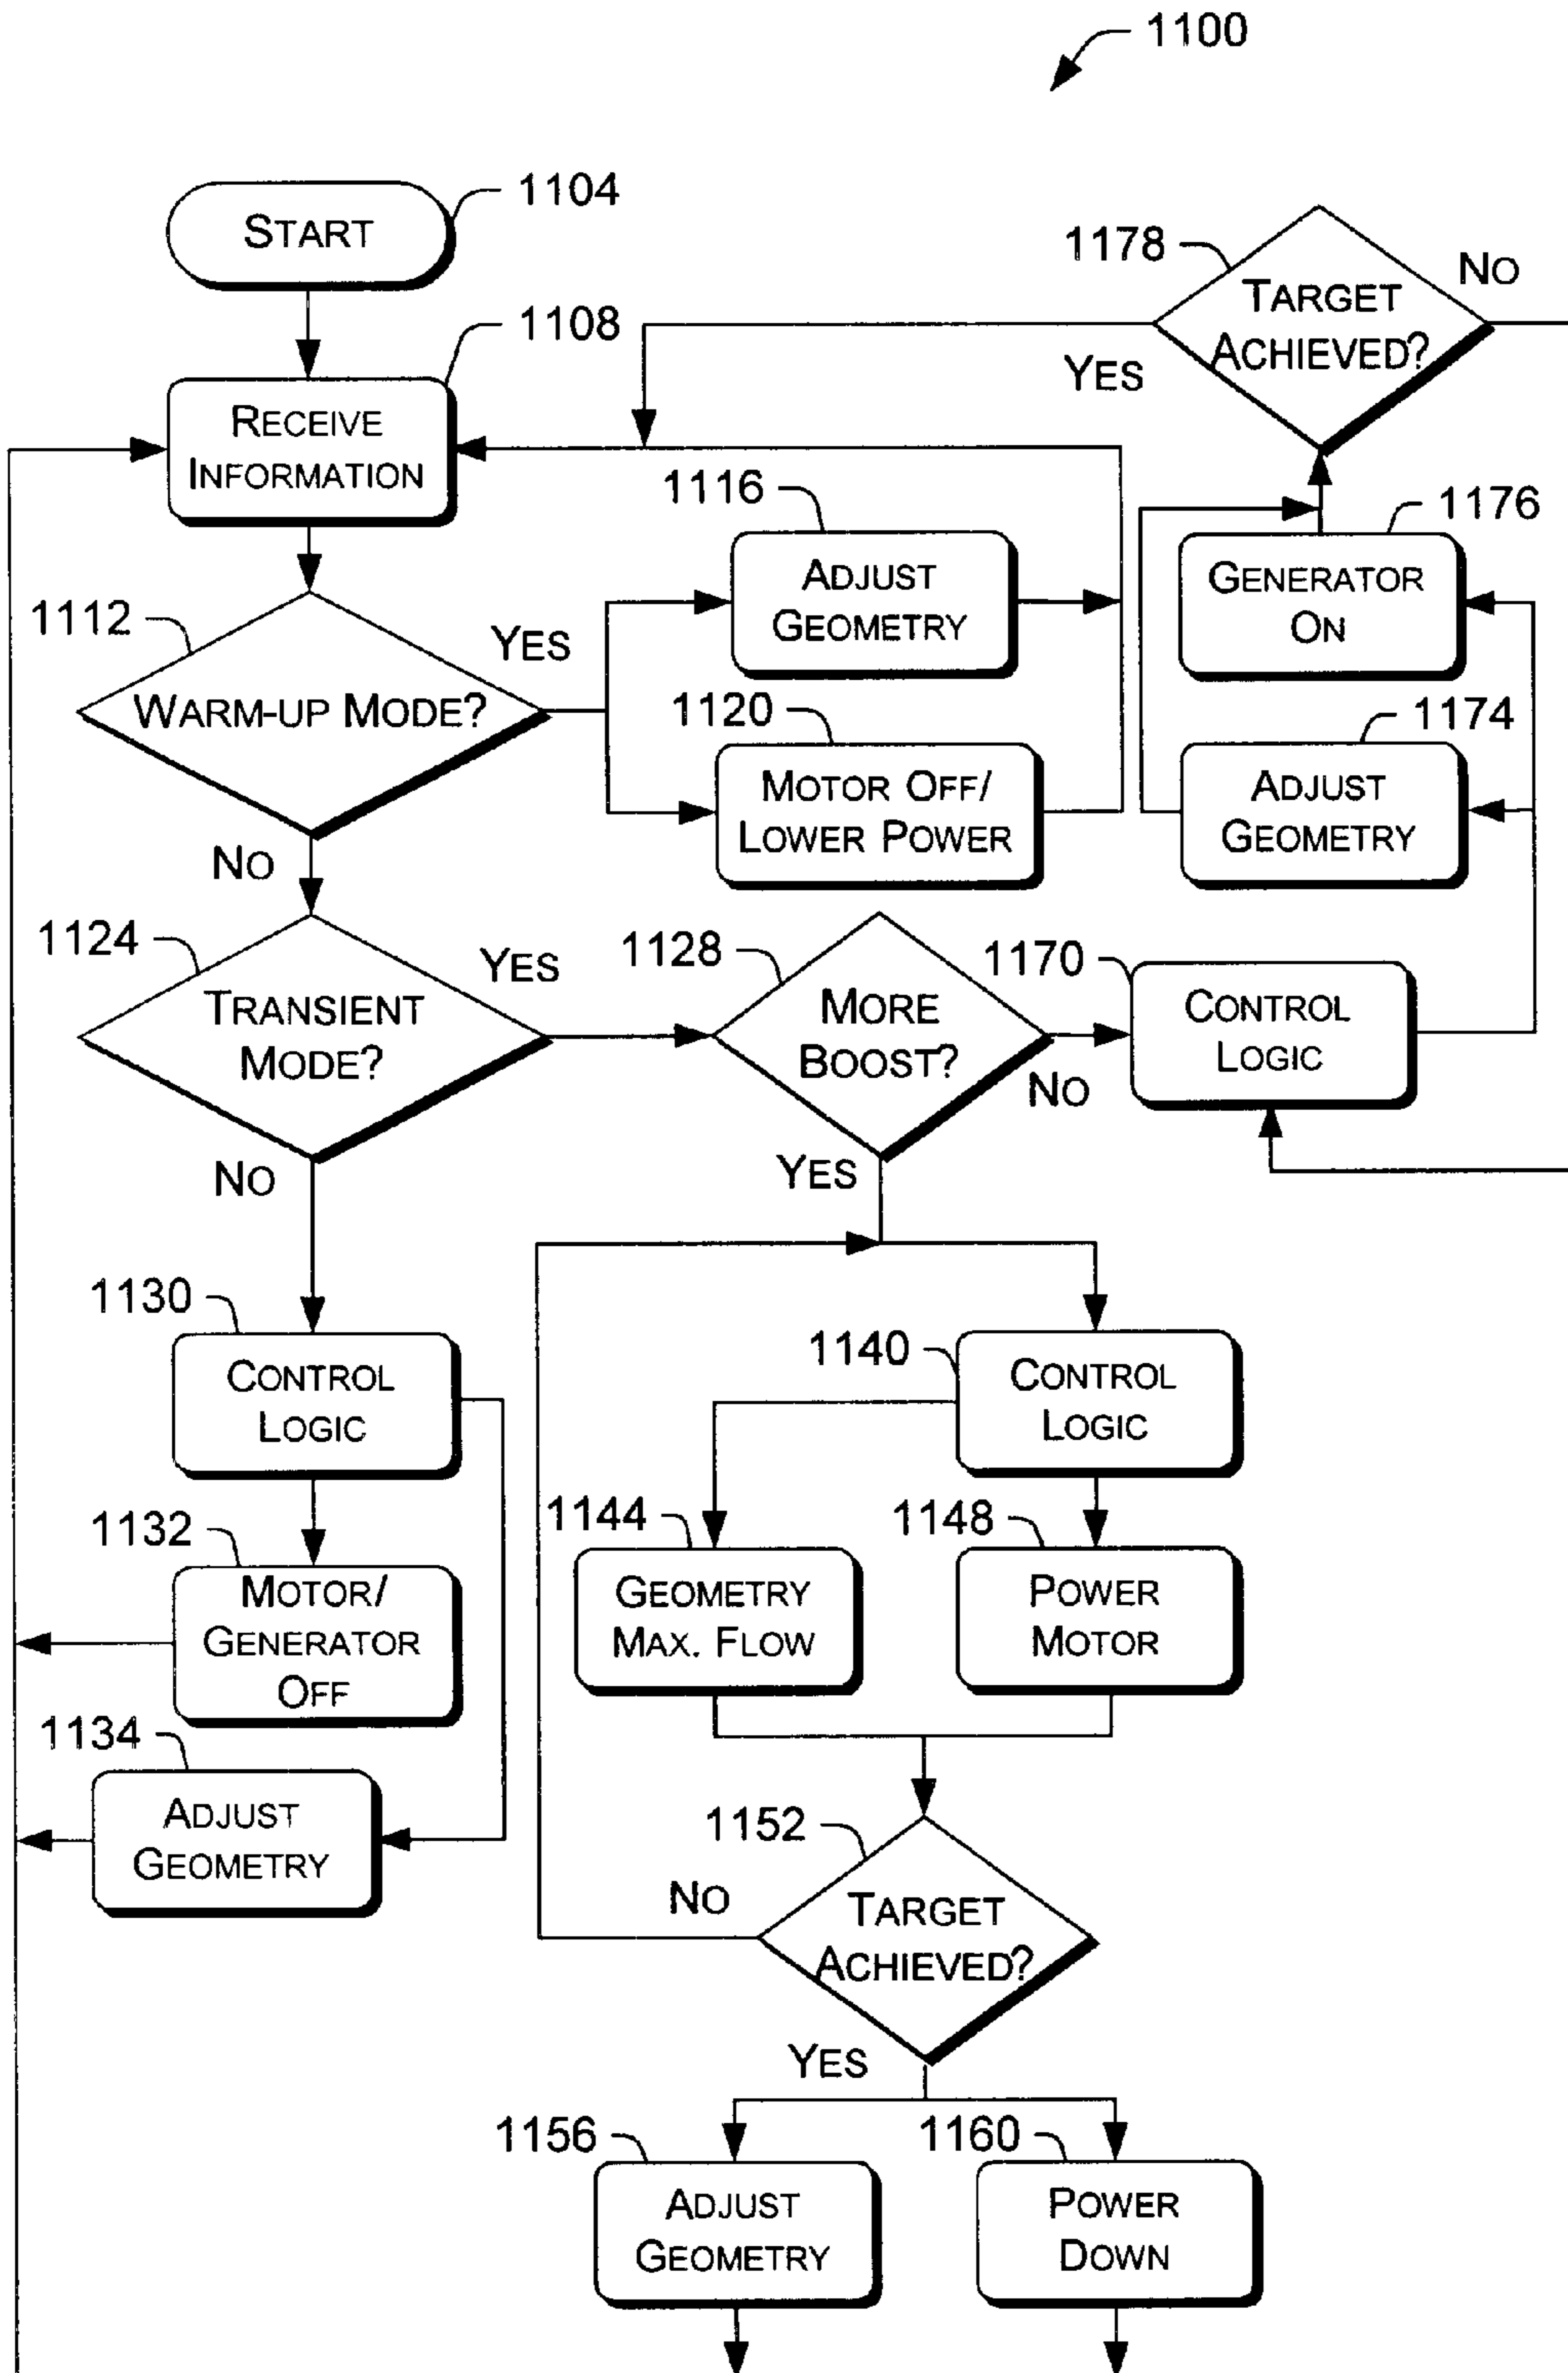 1100
1104
START
1178
TARGET
ACHIEVED?
NO
YES
1108
RECEIVE
INFORMATION
1116
ADJUST
GEOMETRY
1176
GENERATOR
ON
1112
WARM-UP MODE?
YES
NO
1120
MOTOR OFF/
LOWER POWER
1174
ADJUST
GEOMETRY
1124
TRANSIENT
MODE?
YES
NO
1128
MORE
BOOST?
NO
YES
1170
CONTROL
LOGIC
1130
CONTROL
LOGIC
1140
CONTROL
LOGIC
1132
MOTOR/
GENERATOR
OFF
1144
GEOMETRY
MAX. FLOW
1148
POWER
MOTOR
1134
ADJUST
GEOMETRY
1152
TARGET
ACHIEVED?
NO
YES
1156
ADJUST
GEOMETRY
1160
POWER
DOWN